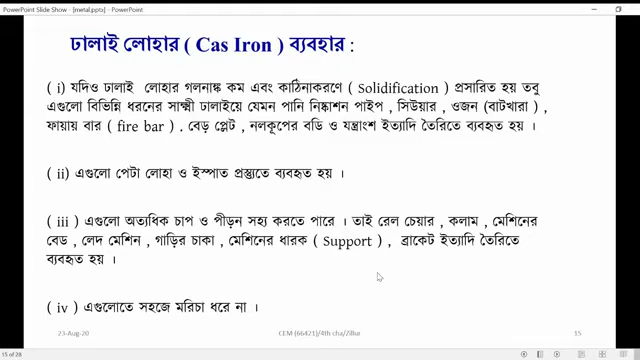 PowerPoint Slide Show - [metal.pptx] - PowerPoint
ঢালাই লোহার ( Cas Iron ) ব্যবহার :
( i ) যদিও ঢালাই লোহার গলনাঙ্ক কম এবং কাঠিনাকরণে ( Solidification ) প্রসারিত হয় তবু
এগুলো বিভিন্নি ধরনের সাক্ষী ঢালাইয়ে যেমন পানি নিষ্কাশন পাইপ , সিউয়ার , ওজন (বাটখারা) ,
ফায়ায় বার ( fire bar ) . বেড় প্লেট , নলকূপের বডি ও যন্ত্রাংশ ইত্যাদি তৈরিতে ব্যবহৃত হয় ।
( ii ) এগুলো পেটা লোহা ও ইস্পাত প্রস্তুতে ব্যবহৃত হয় ।
( iii ) এগুলো অত্যধিক চাপ ও পীড়ন সহ্য করতে পারে । তাই রেল চেয়ার , কলাম , মেশিনের
বেড , লেদ মেশিন , গাড়ির চাকা , মেশিনের ধারক ( Support ) , ব্রাকেট ইত্যাদি তৈরিতে
ব্যবহৃত হয় ।
( iv ) এগুলোতে সহজে মরিচা ধরে না ।
23-Aug-20 CEM (66421)/4th cha/Zillur 15
15 of 28